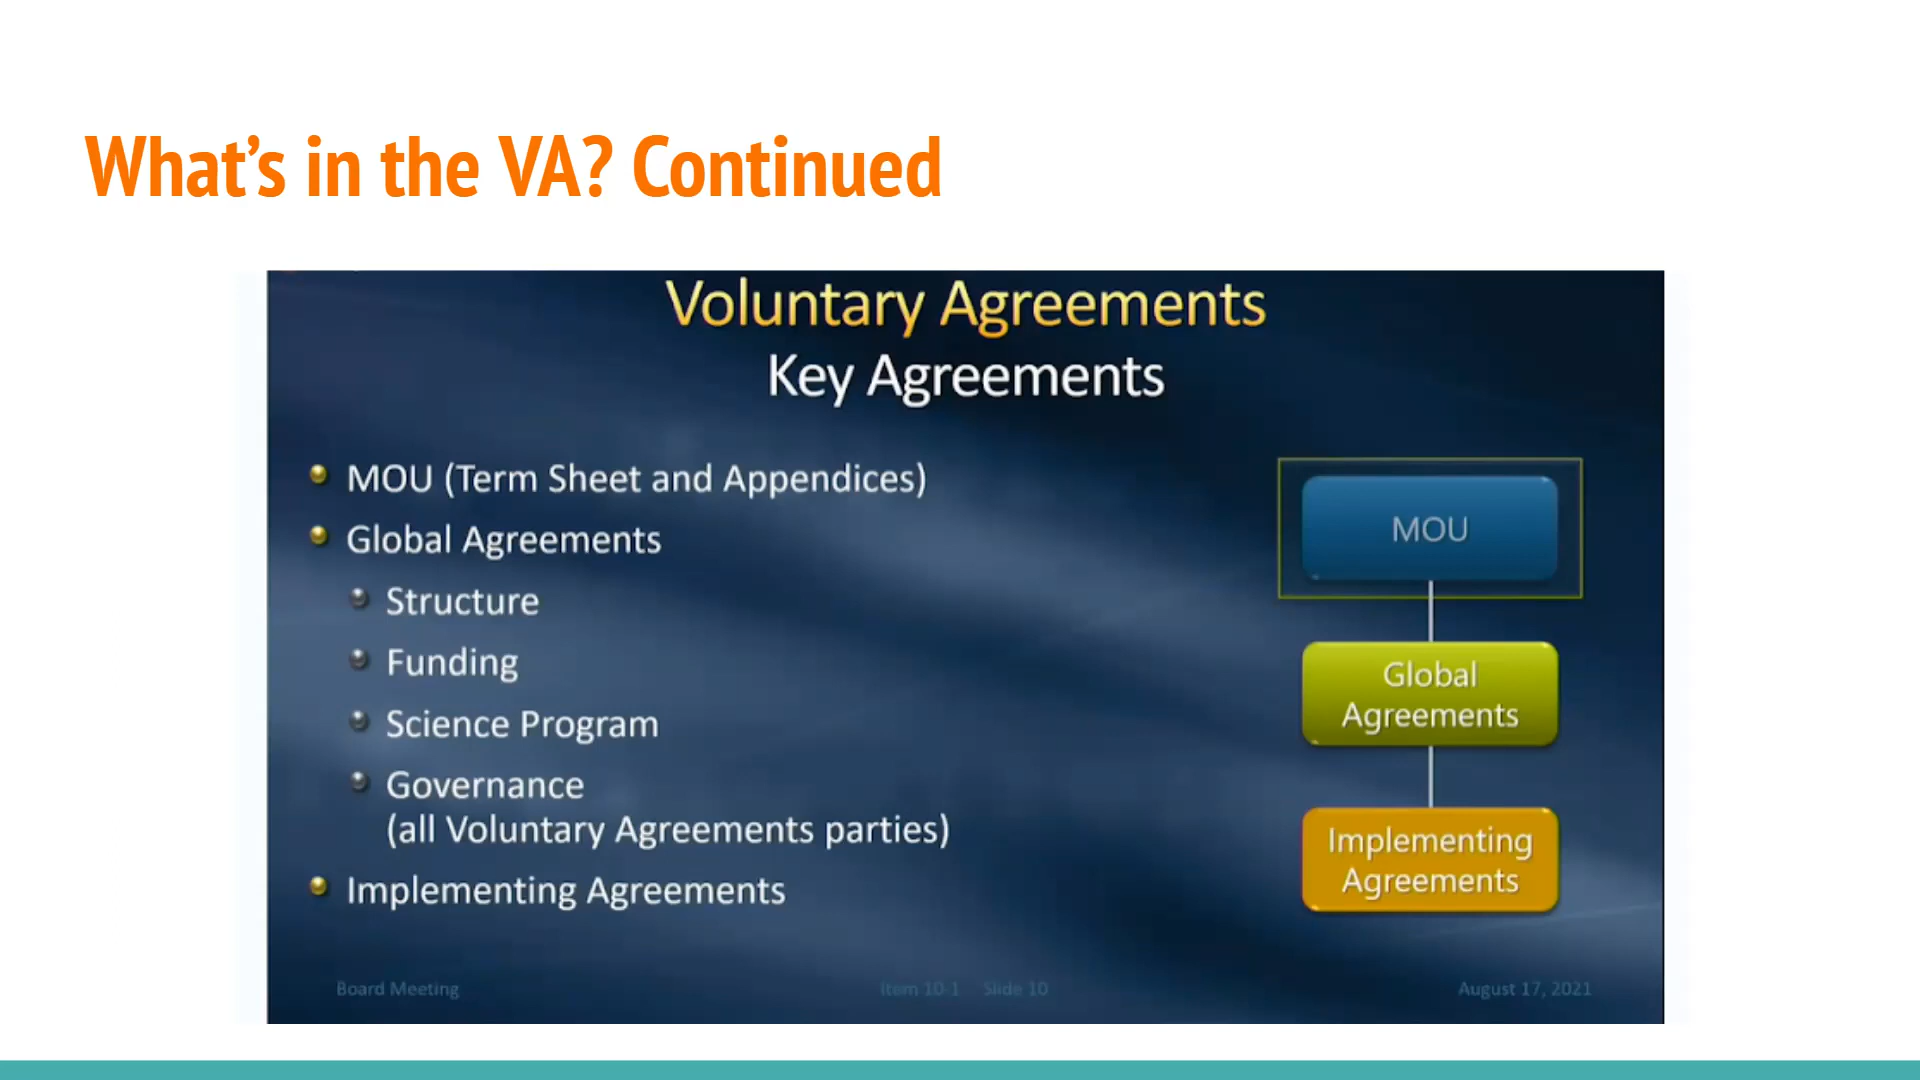 What’s in the VA? Continued
Voluntary Agreements
Key Agreements
MOU (Term Sheet and Appendices)
Global Agreements
Structure
Funding
Science Program
Governance
(all Voluntary Agreements parties)
Implementing Agreements
MOU
Global
Agreements
Implementing
Agreements
Board Meeting
Item 10-1 Slide 10
August 17, 2021